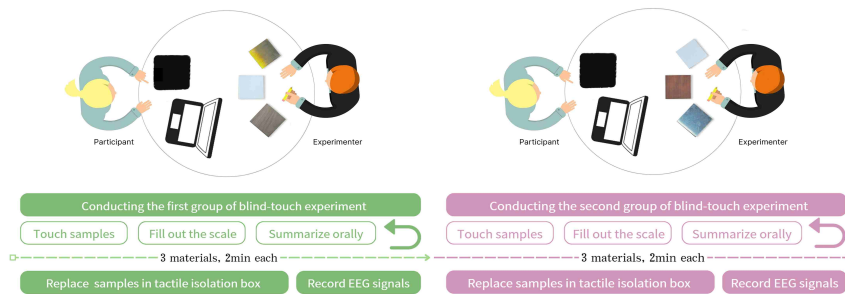 Participant
Experimenter
Conducting the first group of blind-touch experiment
Touch samples
Fill out the scale
Summarize orally
3 materials, 2min each
Replace samples in tactile isolation box
Record EEG signals
Participant
Experimenter
Conducting the second group of blind-touch experiment
Touch samples
Fill out the scale
Summarize orally
3 materials, 2min each
Replace samples in tactile isolation box
Record EEG signals